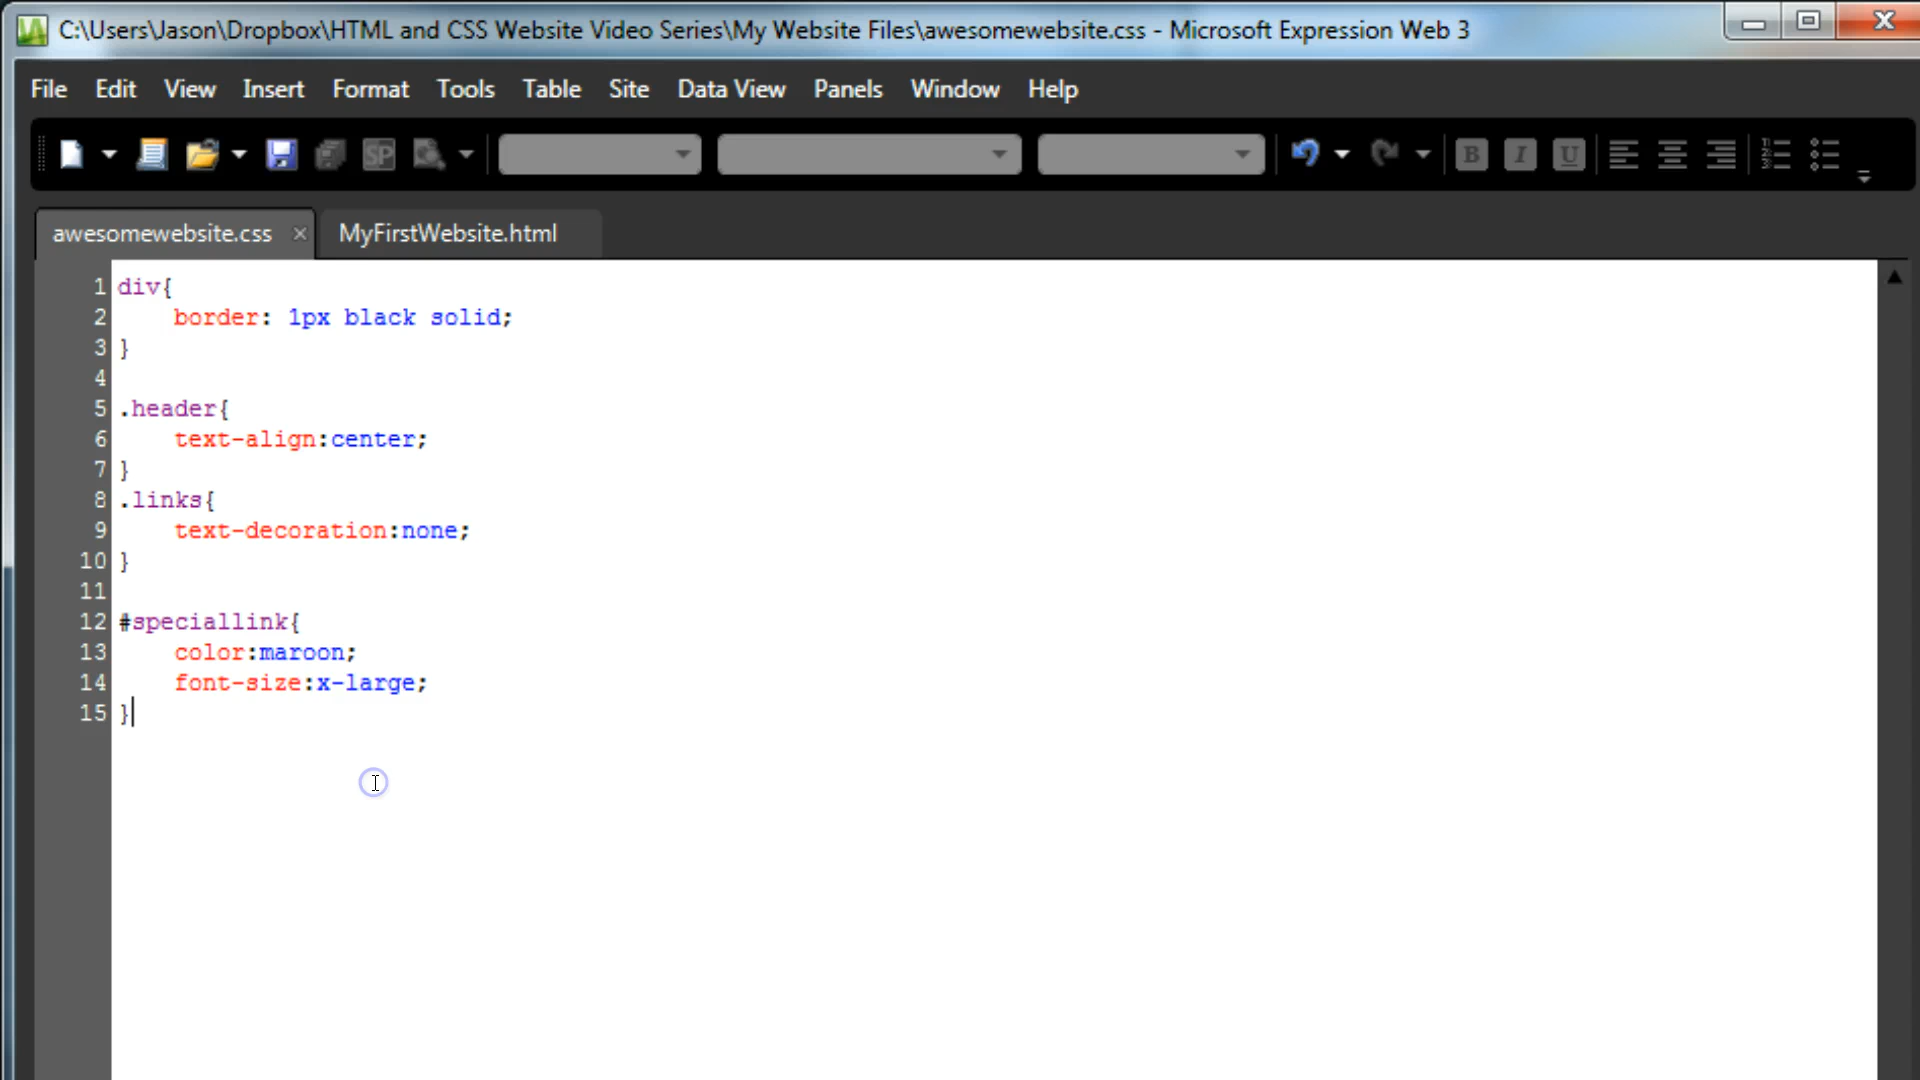 C:\Users\Jason\Dropbox\HTML and CSS Website Video Series\My Website Files\awesomewebsite.css - Microsoft Expression Web 3
File Edit View Insert Format Tools Table Site Data View Panels Window Help
SP B I U
awesomewebsite.css MyFirstWebsite.html
1 div{
2     border: 1px black solid;
3 }
4
5 .header{
6     text-align:center;
7 }
8 .links{
9     text-decoration:none;
10 }
11
12 #speciallink{
13     color:maroon;
14     font-size:x-large;
15 }